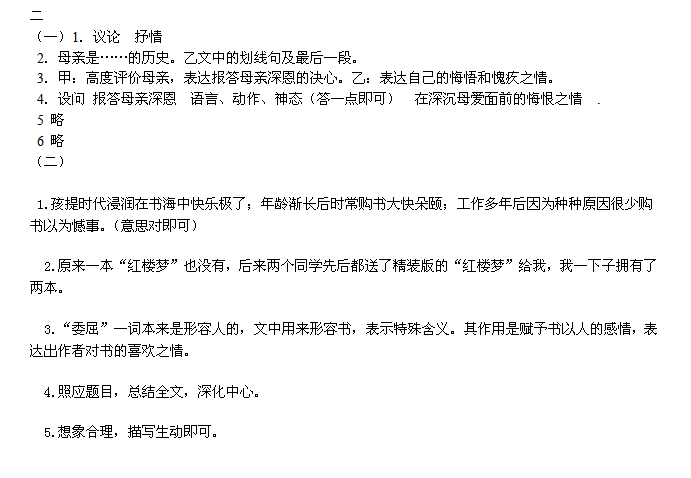 二
（一）1. 议论　抒情
2. 母亲是……的历史。乙文中的划线句及最后一段。
3. 甲：高度评价母亲，表达报答母亲深恩的决心。乙：表达自己的悔悟和愧疚之情。
4. 设问 报答母亲深恩　语言、动作、神态（答一点即可）　在深沉母爱面前的悔恨之情　.
5 略
6 略
（二）
1.孩提时代浸润在书海中快乐极了；年龄渐长后时常购书大快朵颐；工作多年后因为种种原因很少购
书以为憾事。（意思对即可）
2.原来一本“红楼梦”也没有，后来两个同学先后都送了精装版的“红楼梦”给我，我一下子拥有了
两本。
3.“委屈”一词本来是形容人的，文中用来形容书，表示特殊含义。其作用是赋予书以人的感情，表
达出作者对书的喜欢之情。
4.照应题目，总结全文，深化中心。
5.想象合理，描写生动即可。